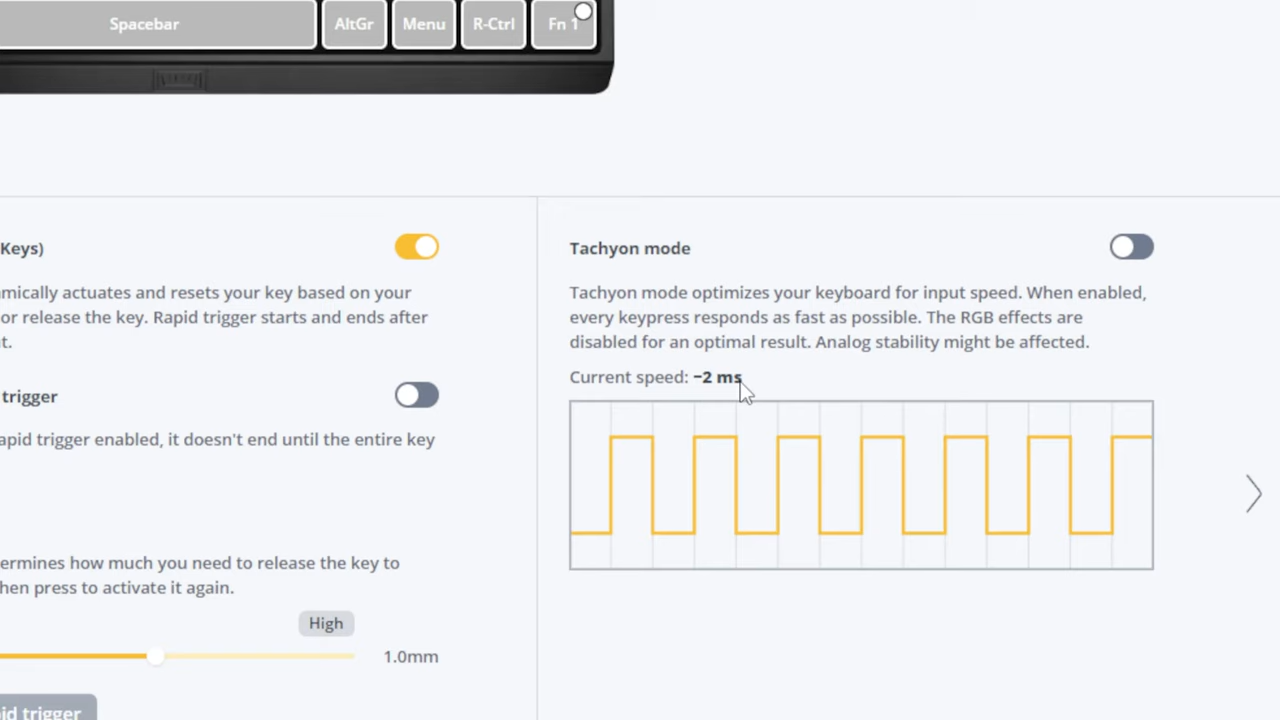 Spacebar
AltGr
Menu
R-Ctrl
Fn 1
Keys)
mically actuates and resets your key based on your
or release the key. Rapid trigger starts and ends after
t.
trigger
apid trigger enabled, it doesn't end until the entire key
ermines how much you need to release the key to
hen press to activate it again.
High
1.0mm
id trigger
Tachyon mode
Tachyon mode optimizes your keyboard for input speed. When enabled,
every keypress responds as fast as possible. The RGB effects are
disabled for an optimal result. Analog stability might be affected.
Current speed: ~2 ms